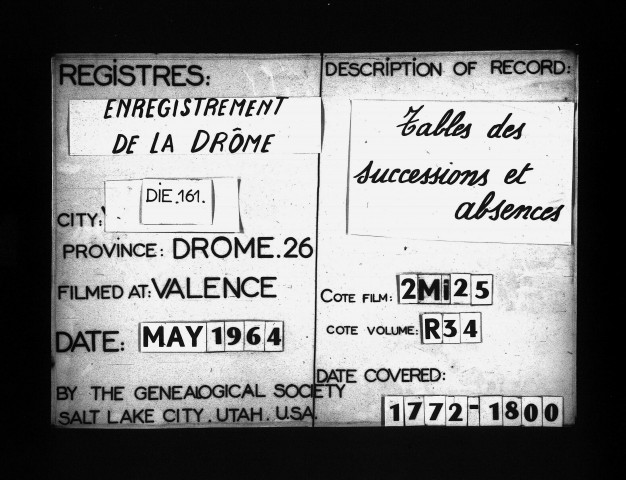 REGISTRES:
ENREGISTREMENT
DE LA DRÔME
CITY:
DIE.161.
PROVINCE: DROME.26
FILMED AT: VALENCE
DATE: MAY 1964
BY THE GENEALOGICAL SOCIETY
SALT LAKE CITY. UTAH. U.S.A.
DESCRIPTION OF RECORD:
Tables des
successions et
absences
COTE FILM: 2Mi25
COTE VOLUME: R34
DATE COVERED:
1772-1800